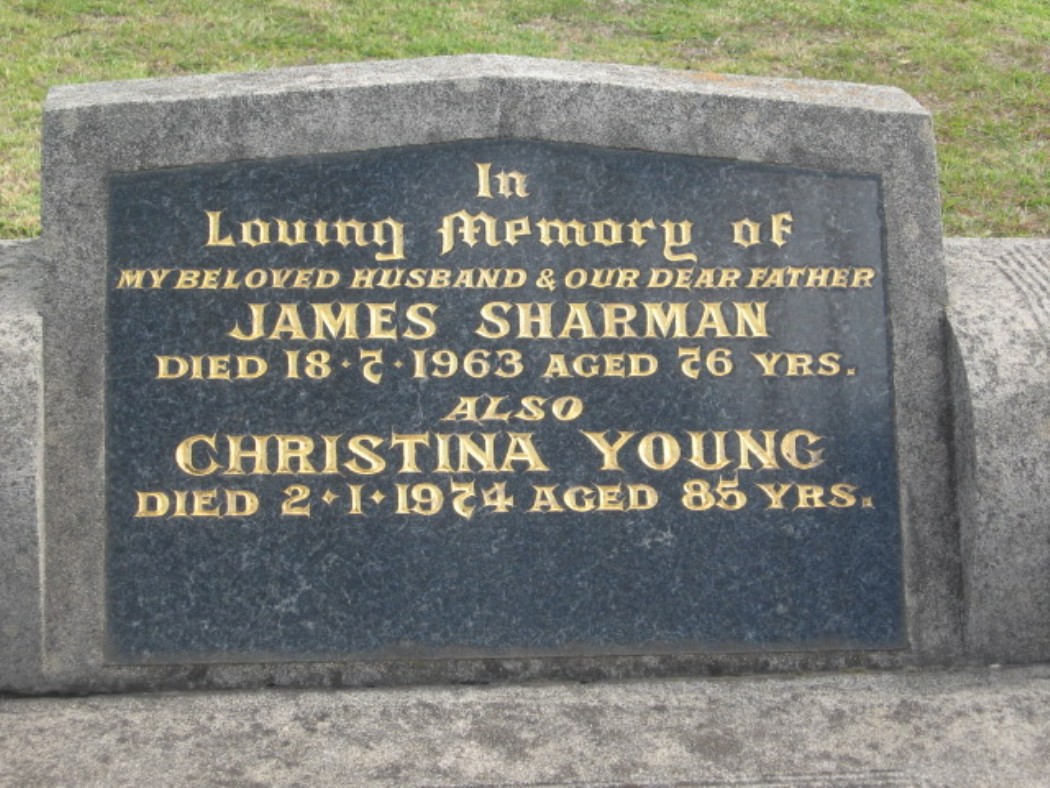 In
Loving Memory of
MY BELOVED HUSBAND & OUR DEAR FATHER
JAMES SHARMAN
DIED 18·7·1963 AGED 76 YRS.
ALSO
CHRISTINA YOUNG
DIED 2·1·1974 AGED 85 YRS.